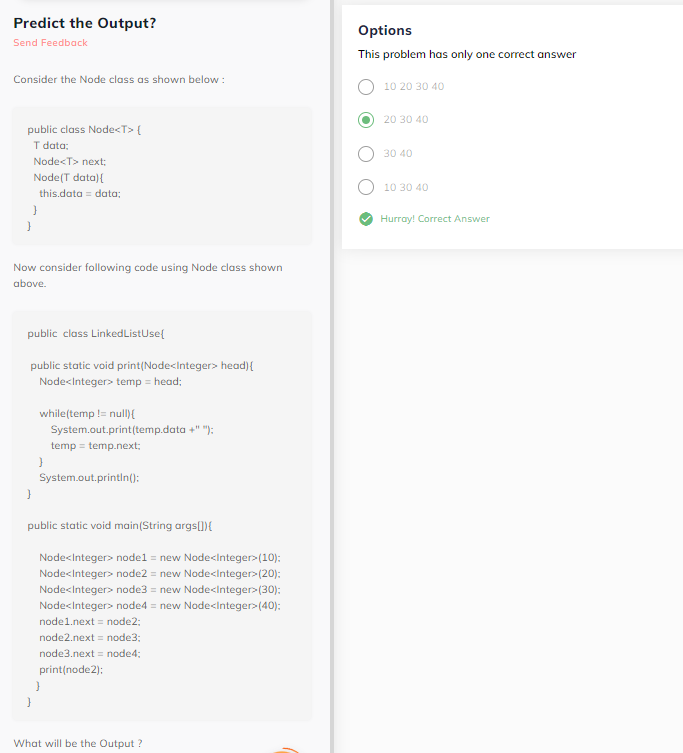 Predict the Output?
Send Feedback
Consider the Node class as shown below :
public class Node<T> {
T data;
Node<T> next;
Node(T data){
this.data = data;
}
}
Now consider following code using Node class shown
above.
public  class LinkedListUse{
public static void print(Node<Integer> head){
Node<Integer> temp = head;
while(temp != null){
System.out.print(temp.data +" ");
temp = temp.next;
}
System.out.println();
}
public static void main(String args[]){
Node<Integer> node1 = new Node<Integer>(10);
Node<Integer> node2 = new Node<Integer>(20);
Node<Integer> node3 = new Node<Integer>(30);
Node<Integer> node4 = new Node<Integer>(40);
node1.next = node2;
node2.next = node3;
node3.next = node4;
print(node2);
}
}
What will be the Output ?
Options
This problem has only one correct answer
10 20 30 40
20 30 40
30 40
10 30 40
Hurray! Correct Answer